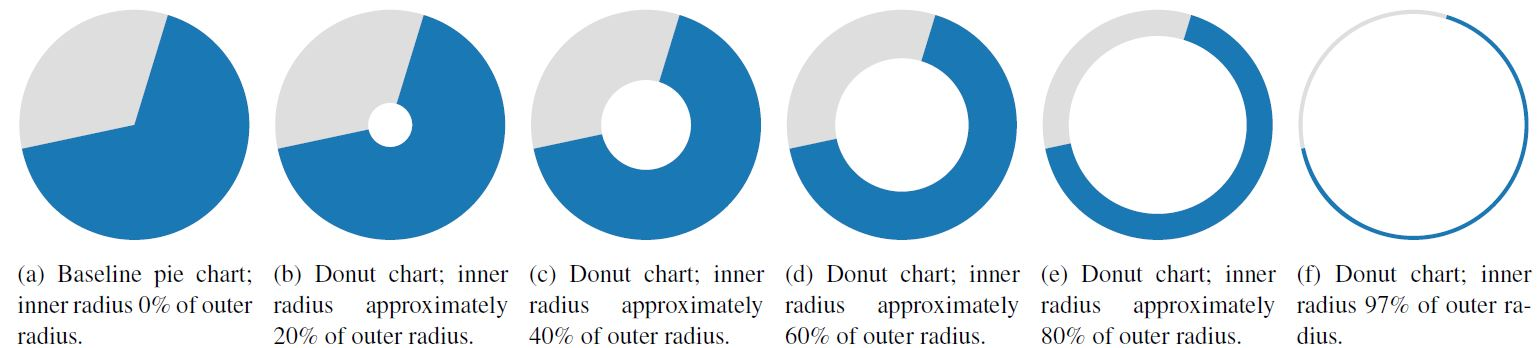 (a) Baseline pie chart;
inner radius 0% of outer
radius.
(b) Donut chart; inner
radius approximately
20% of outer radius.
(c) Donut chart; inner
radius approximately
40% of outer radius.
(d) Donut chart; inner
radius approximately
60% of outer radius.
(e) Donut chart; inner
radius approximately
80% of outer radius.
(f) Donut chart; inner
radius 97% of outer ra-
dius.